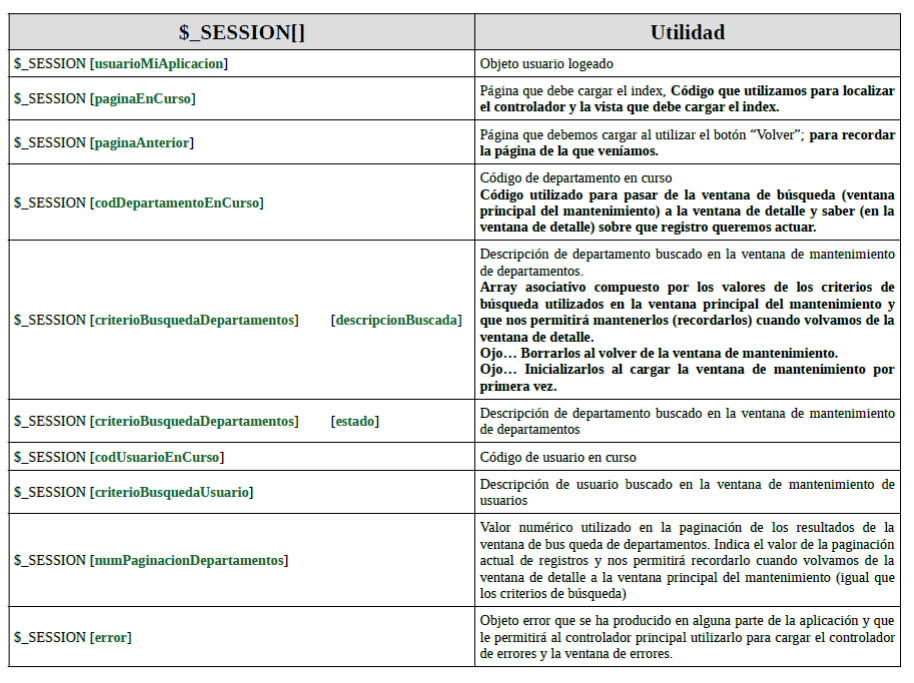 $_SESSION[]
Utilidad
$_SESSION [usuarioMiAplicacion]
Objeto usuario logeado
$_SESSION [paginaEnCurso]
Página que debe cargar el index, Código que utilizamos para localizar
el controlador y la vista que debe cargar el index.
$_SESSION [paginaAnterior]
Página que debemos cargar al utilizar el botón “Volver”; para recordar
la página de la que veníamos.
$_SESSION [codDepartamentoEnCurso]
Código de departamento en curso
Código utilizado para pasar de la ventana de búsqueda (ventana
principal del mantenimiento) a la ventana de detalle y saber (en la
ventana de detalle) sobre que registro queremos actuar.
$_SESSION [criterioBusquedaDepartamentos] [descripcionBuscada]
Descripción de departamento buscado en la ventana de mantenimiento
de departamentos.
Array asociativo compuesto por los valores de los criterios de
búsqueda utilizados en la ventana principal del mantenimiento y
que nos permitirá mantenerlos (recordarlos) cuando volvamos de la
ventana de detalle.
Ojo… Borrarlos al volver de la ventana de mantenimiento.
Ojo… Inicializarlos al cargar la ventana de mantenimiento por
primera vez.
$_SESSION [criterioBusquedaDepartamentos] [estado]
Descripción de departamento buscado en la ventana de mantenimiento
de departamentos
$_SESSION [codUsuarioEnCurso]
Código de usuario en curso
$_SESSION [criterioBusquedaUsuario]
Descripción de usuario buscado en la ventana de mantenimiento de
usuarios
$_SESSION [numPaginacionDepartamentos]
Valor numérico utilizado en la paginación de los resultados de la
ventana de bus queda de departamentos. Indica el valor de la paginación
actual de registros y nos permitirá recordarlo cuando volvamos de la
ventana de detalle a la ventana principal del mantenimiento (igual que
los criterios de búsqueda)
$_SESSION [error]
Objeto error que se ha producido en alguna parte de la aplicación y que
le permitirá al controlador principal utilizarlo para cargar el controlador
de errores y la ventana de errores.